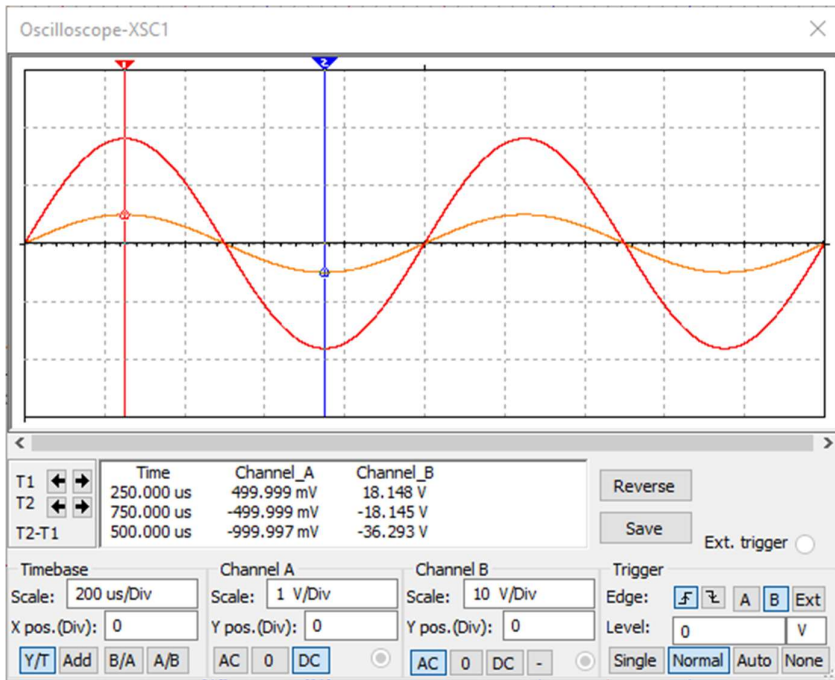 Oscilloscope-XSC1
1 2
Time Channel_A Channel_B
T1 250.000 us 499.999 mV 18.148 V
T2 750.000 us -499.999 mV -18.145 V
T2-T1 500.000 us -999.997 mV -36.293 V
Reverse
Save
Ext. trigger
Timebase Channel A Channel B Trigger
Scale: 200 us/Div Scale: 1 V/Div Scale: 10 V/Div Edge: A B Ext
X pos.(Div): 0 Y pos.(Div): 0 Y pos.(Div): 0 Level: 0 V
Y/T Add B/A A/B AC 0 DC AC 0 DC - Single Normal Auto None